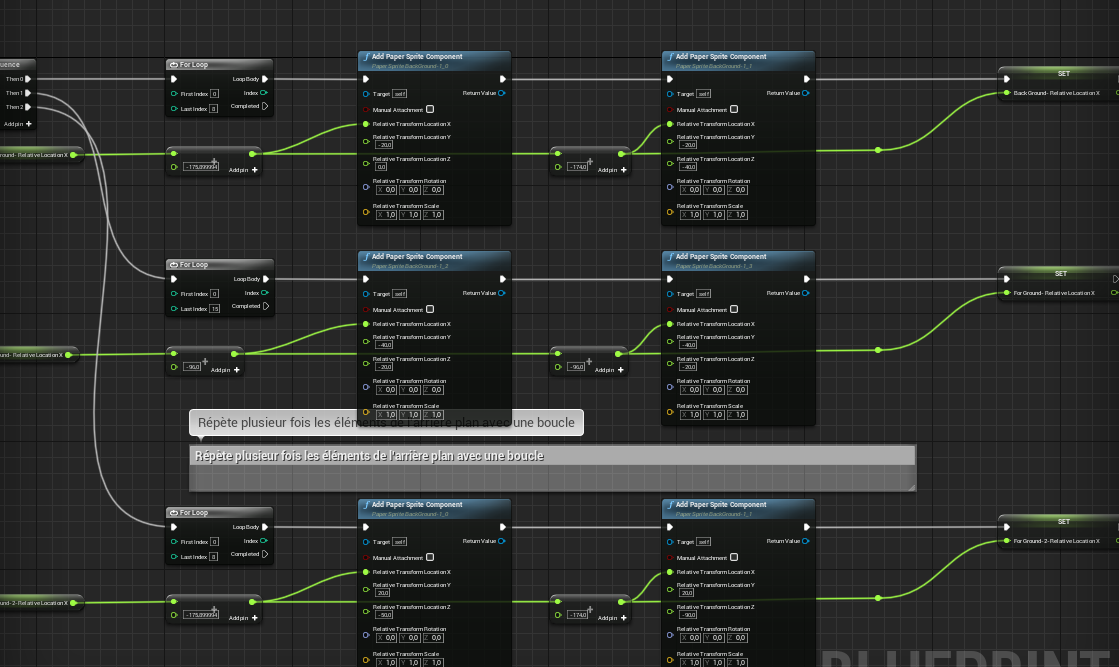 uence
Then 0
Then 1
Then 2
Add pin
round- Relative Location X
For Loop
Loop Body
First Index 0
Index
Last Index 8
Completed
-175,899994
Add pin
Add Paper Sprite Component
Paper Sprite BackGround-1_0
Target self
Return Value
Manual Attachment
Relative Transform Location X
Relative Transform Location Y
-20,0
Relative Transform Location Z
0,0
Relative Transform Rotation
X 0,0 Y 0,0 Z 0,0
Relative Transform Scale
X 1,0 Y 1,0 Z 1,0
-174,0
Add pin
Add Paper Sprite Component
Paper Sprite BackGround-1_1
Target self
Return Value
Manual Attachment
Relative Transform Location X
Relative Transform Location Y
-20,0
Relative Transform Location Z
-40,0
Relative Transform Rotation
X 0,0 Y 0,0 Z 0,0
Relative Transform Scale
X 1,0 Y 1,0 Z 1,0
SET
Back Ground- Relative Location X
und- Relative Location X
For Loop
Loop Body
First Index 0
Index
Last Index 15
Completed
-96,0
Add pin
Add Paper Sprite Component
Paper Sprite BackGround-1_2
Target self
Return Value
Manual Attachment
Relative Transform Location X
Relative Transform Location Y
-40,0
Relative Transform Location Z
-20,0
Relative Transform Rotation
X 0,0 Y 0,0 Z 0,0
Relative Transform Scale
X 1,0 Y 1,0 Z 1,0
-96,0
Add pin
Add Paper Sprite Component
Paper Sprite BackGround-1_3
Target self
Return Value
Manual Attachment
Relative Transform Location X
Relative Transform Location Y
-40,0
Relative Transform Location Z
-20,0
Relative Transform Rotation
X 0,0 Y 0,0 Z 0,0
Relative Transform Scale
X 1,0 Y 1,0 Z 1,0
SET
For Ground- Relative Location X
Répète plusieur fois les éléments de l'arrière plan avec une boucle
Répète plusieur fois les éléments de l'arrière plan avec une boucle
und-2-Relative Location X
For Loop
Loop Body
First Index 0
Index
Last Index 8
Completed
-175,899994
Add pin
Add Paper Sprite Component
Paper Sprite BackGround-1_0
Target self
Return Value
Manual Attachment
Relative Transform Location X
Relative Transform Location Y
20,0
Relative Transform Location Z
-50,0
Relative Transform Rotation
X 0,0 Y 0,0 Z 0,0
Relative Transform Scale
X 1,0 Y 1,0 Z 1,0
-174,0
Add pin
Add Paper Sprite Component
Paper Sprite BackGround-1_1
Target self
Return Value
Manual Attachment
Relative Transform Location X
Relative Transform Location Y
20,0
Relative Transform Location Z
-90,0
Relative Transform Rotation
X 0,0 Y 0,0 Z 0,0
Relative Transform Scale
X 1,0 Y 1,0 Z 1,0
SET
For Ground-2-Relative Location X
BLUEPRINT